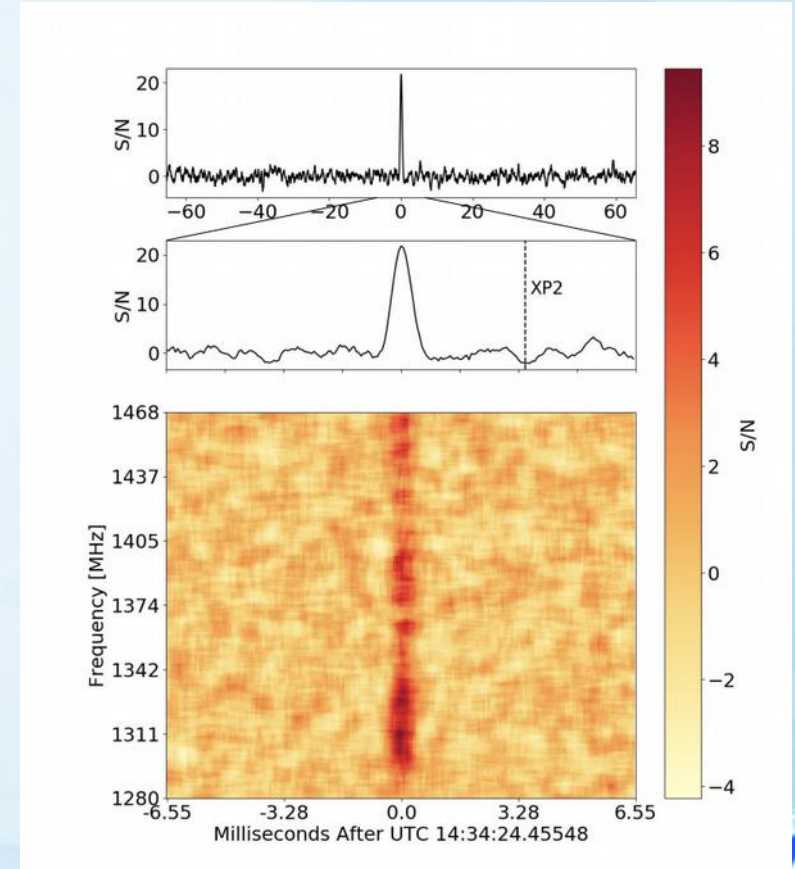 S/N
20
10
0
−60 −40 −20 0 20 40 60
S/N
20
10
0
XP2
Frequency [MHz]
1468
1437
1405
1374
1342
1311
1280
-6.55 -3.28 0.0 3.28 6.55
Milliseconds After UTC 14:34:24.45548
8
6
4
2
0
−2
−4
S/N